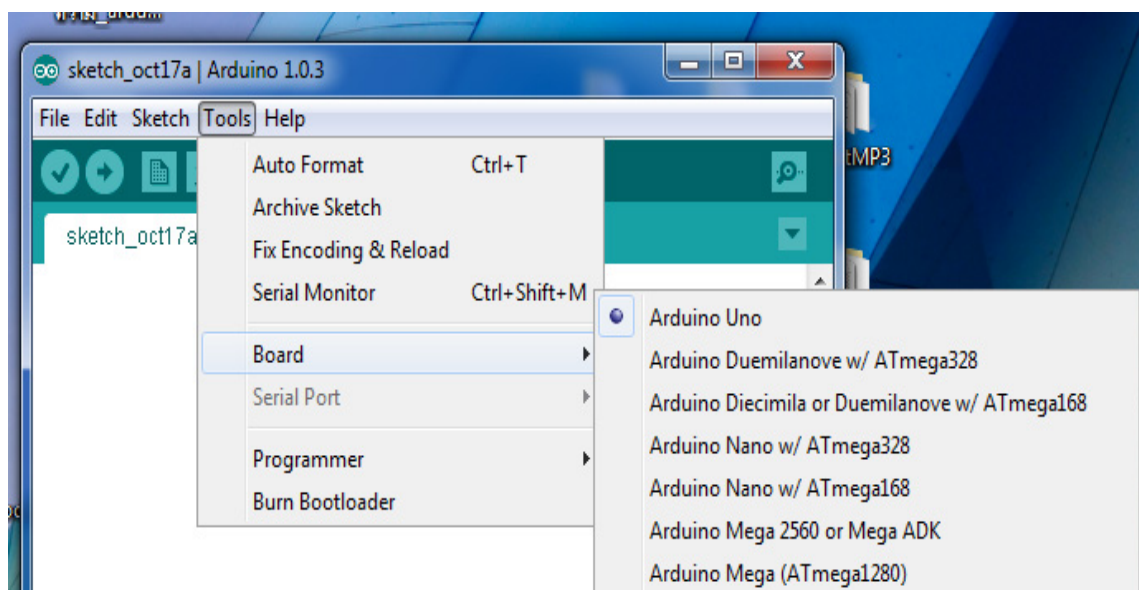 sketch_oct17a | Arduino 1.0.3
File Edit Sketch Tools Help
Auto Format Ctrl+T
Archive Sketch
Fix Encoding & Reload
Serial Monitor Ctrl+Shift+M
Board
Serial Port
Programmer
Burn Bootloader
sketch_oct17a
Arduino Uno
Arduino Duemilanove w/ ATmega328
Arduino Diecimila or Duemilanove w/ ATmega168
Arduino Nano w/ ATmega328
Arduino Nano w/ ATmega168
Arduino Mega 2560 or Mega ADK
Arduino Mega (ATmega1280)
tMP3